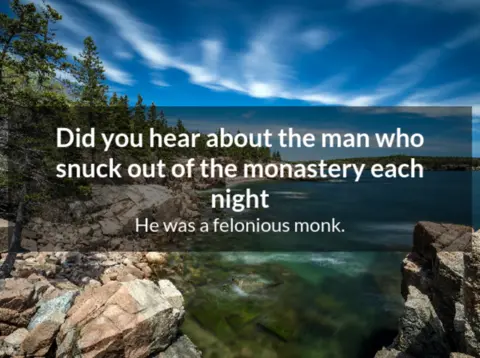 Did you hear about the man who
snuck out of the monastery each
night
He was a felonious monk.